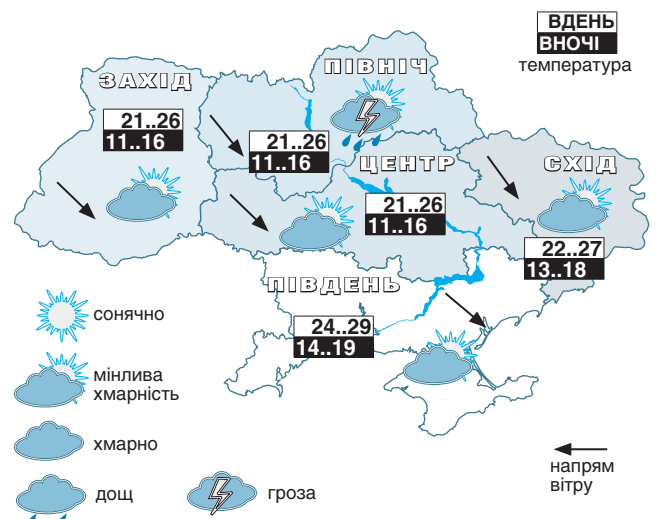 ВДЕНЬ
ВНОЧІ
температура
ЗАХІД
21..26
11..16
ПІВНІЧ
21..26
11..16
ЦЕНТР
21..26
11..16
СХІД
22..27
13..18
ПІВДЕНЬ
24..29
14..19
сонячно
мінлива
хмарність
хмарно
дощ
гроза
напрям
вітру